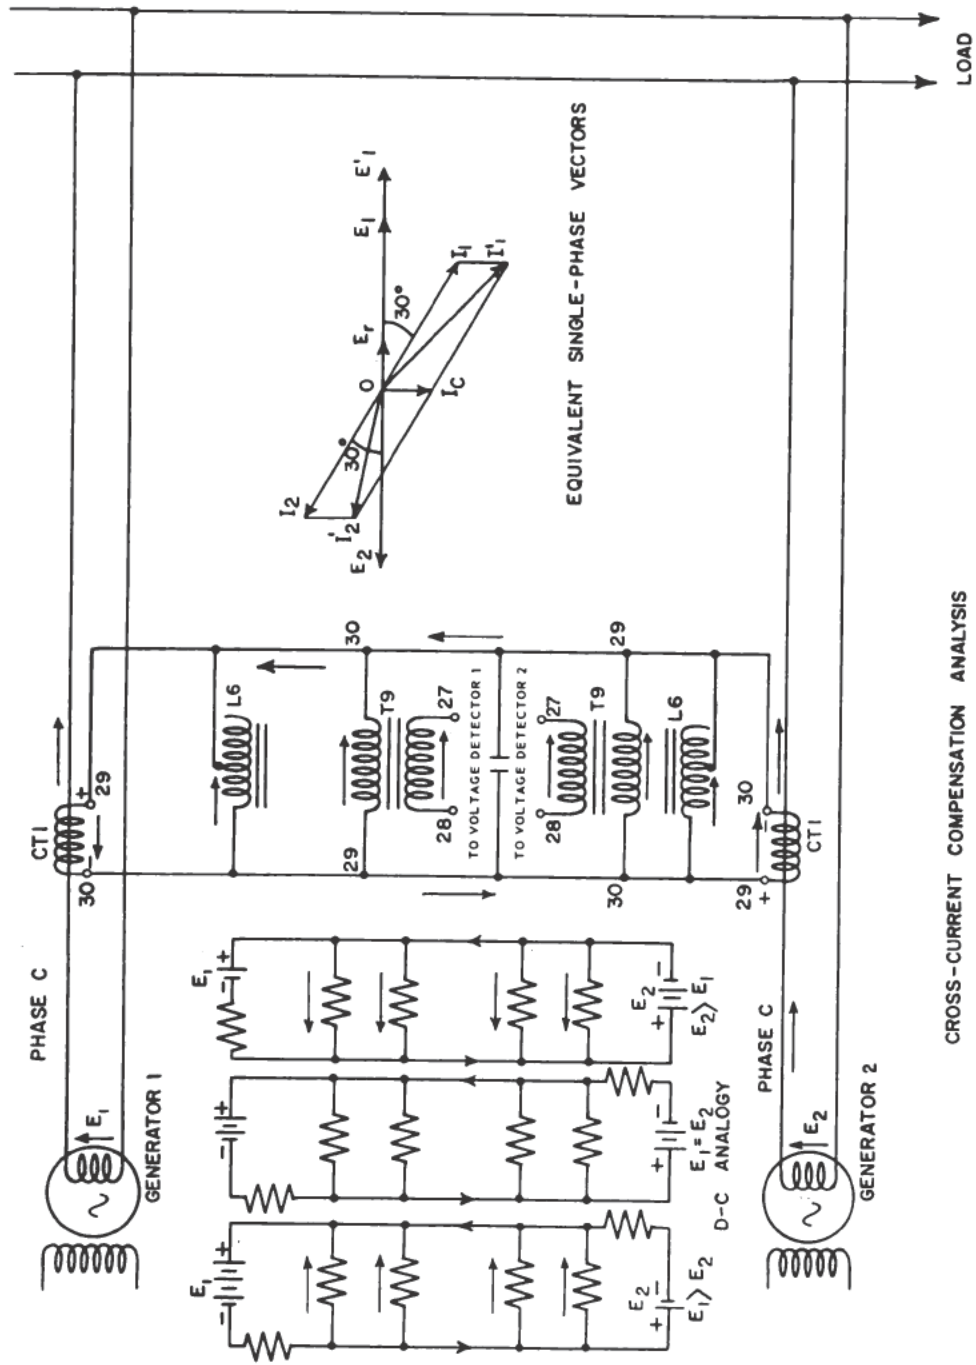 PHASE C
CT1
30
29
+
−
E₁
GENERATOR 1
L6
29
30
T9
28
27
TO VOLTAGE DETECTOR 1
TO VOLTAGE DETECTOR 2
28
27
T9
30
29
L6
29
30
+
−
CT1
PHASE C
E₂
GENERATOR 2
LOAD
− E₁ +
+ E₂ −
E₁ > E₂
− +
+ −
E₁ = E₂
D-C ANALOGY
E₁
− +
E₂
+ −
E₂ > E₁
I₂
I'₂
E₂
30°
O
Er
30°
E₁
E'₁
I₁
I'₁
IC
EQUIVALENT SINGLE-PHASE VECTORS
CROSS-CURRENT COMPENSATION ANALYSIS